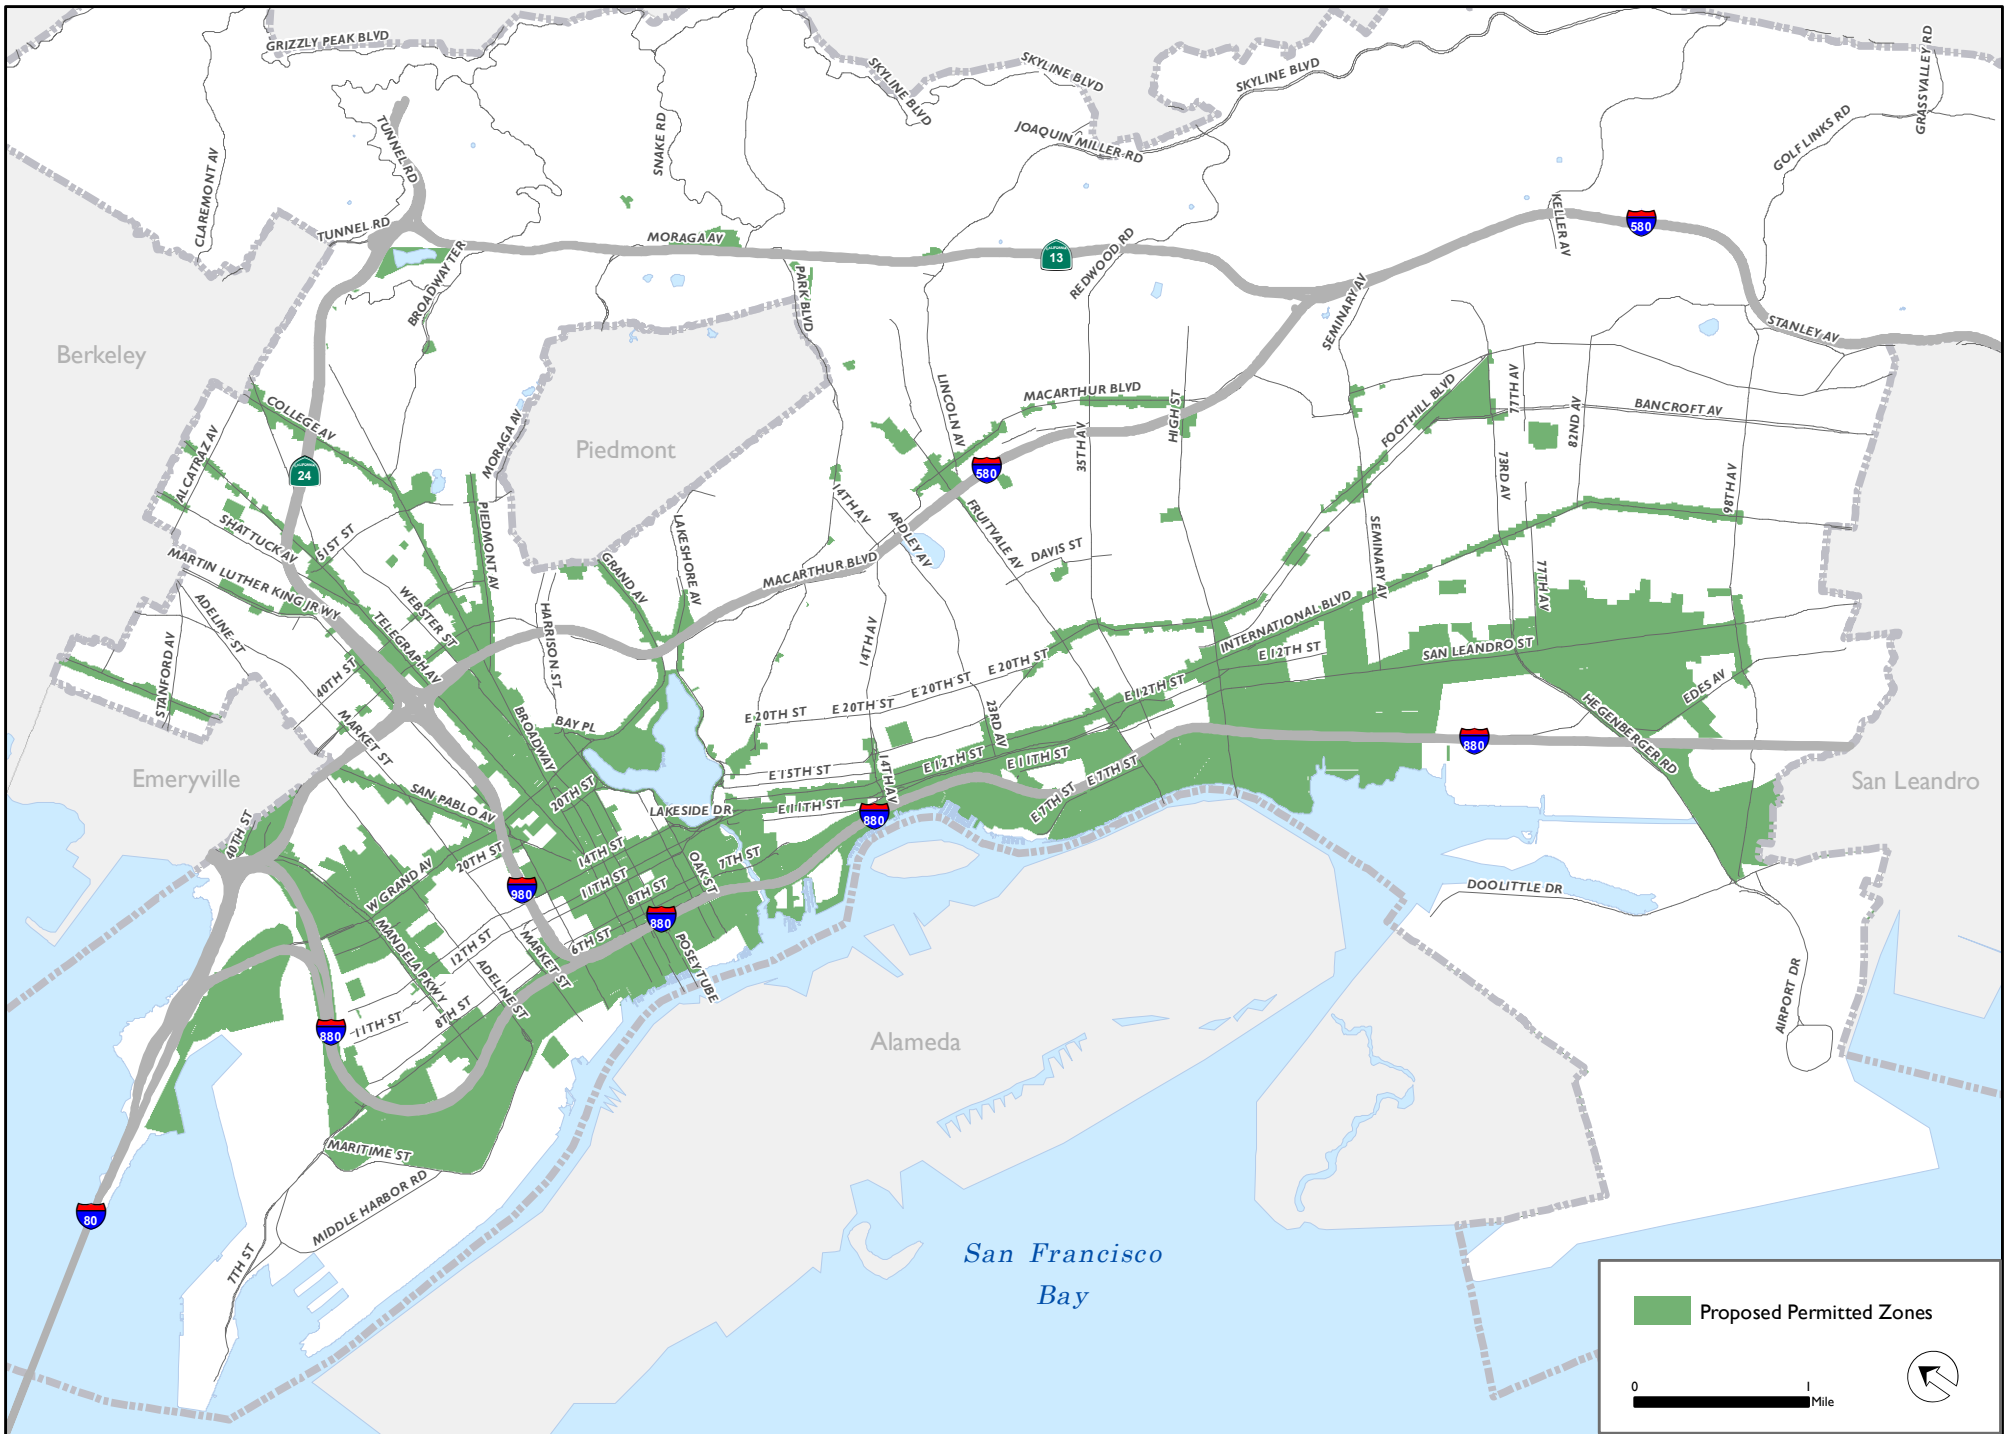 GRIZZLY PEAK BLVD
SKYLINE BLVD
SKYLINE BLVD
SKYLINE BLVD
GRASSVALLEY RD
TUNNEL RD
SNAKE RD
JOAQUIN MILLER RD
GOLF LINKS RD
CLAREMONT AV
TUNNEL RD
MORAGA AV
CALIFORNIA
13
REDWOOD RD
KELLER AV
580
BROADWAY TER
PARK BLVD
SEMINARY AV
STANLEY AV
Berkeley
COLLEGE AV
ALCATRAZ AV
CALIFORNIA
24
MORAGA AV
Piedmont
LINCOLN AV
MACARTHUR BLVD
35TH AV
HIGH ST
580
FOOTHILL BLVD
77TH AV
82ND AV
BANCROFT AV
73RD AV
98TH AV
SHATTUCK AV
51ST ST
PIEDMONT AV
LAKESHORE AV
14TH AV
ARDLEY AV
FRUITVALE AV
DAVIS ST
SEMINARY AV
77TH AV
MARTIN LUTHER KING JR WY
ADELINE ST
STANFORD AV
WEBSTER ST
TELEGRAPH AV
GRAND AV
HARRISON ST
MACARTHUR BLVD
14TH AV
INTERNATIONAL BLVD
E 12TH ST
SAN LEANDRO ST
40TH ST
MARKET ST
BROADWAY
BAY PL
E 20TH ST
E 20TH ST
E 20TH ST
E 20TH ST
23RD AV
E 12TH ST
EDES AV
HEGENBERGER RD
880
Emeryville
San Leandro
SAN PABLO AV
20TH ST
LAKESIDE DR
E 15TH ST
E 11TH ST
14TH AV
E 12TH ST
E 11TH ST
E 7TH ST
E 7TH ST
880
40TH ST
W GRAND AV
20TH ST
14TH ST
11TH ST
8TH ST
OAK ST
7TH ST
980
880
6TH ST
POSEY TUBE
MANDELA PKWY
12TH ST
MARKET ST
ADELINE ST
11TH ST
8TH ST
880
DOOLITTLE DR
AIRPORT DR
Alameda
MARITIME ST
MIDDLE HARBOR RD
7TH ST
80
San Francisco
Bay
Proposed Permitted Zones
0 1
Mile